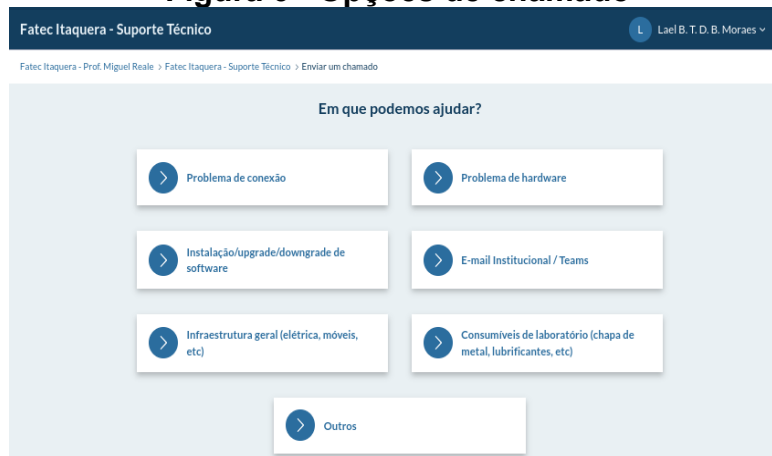 Fatec Itaquera - Suporte Técnico
L
Lael B. T. D. B. Moraes
Fatec Itaquera - Prof. Miguel Reale > Fatec Itaquera - Suporte Técnico > Enviar um chamado
Em que podemos ajudar?
Problema de conexão
Problema de hardware
Instalação/upgrade/downgrade de
software
E-mail Institucional / Teams
Infraestrutura geral (elétrica, móveis,
etc)
Consumíveis de laboratório (chapa de
metal, lubrificantes, etc)
Outros